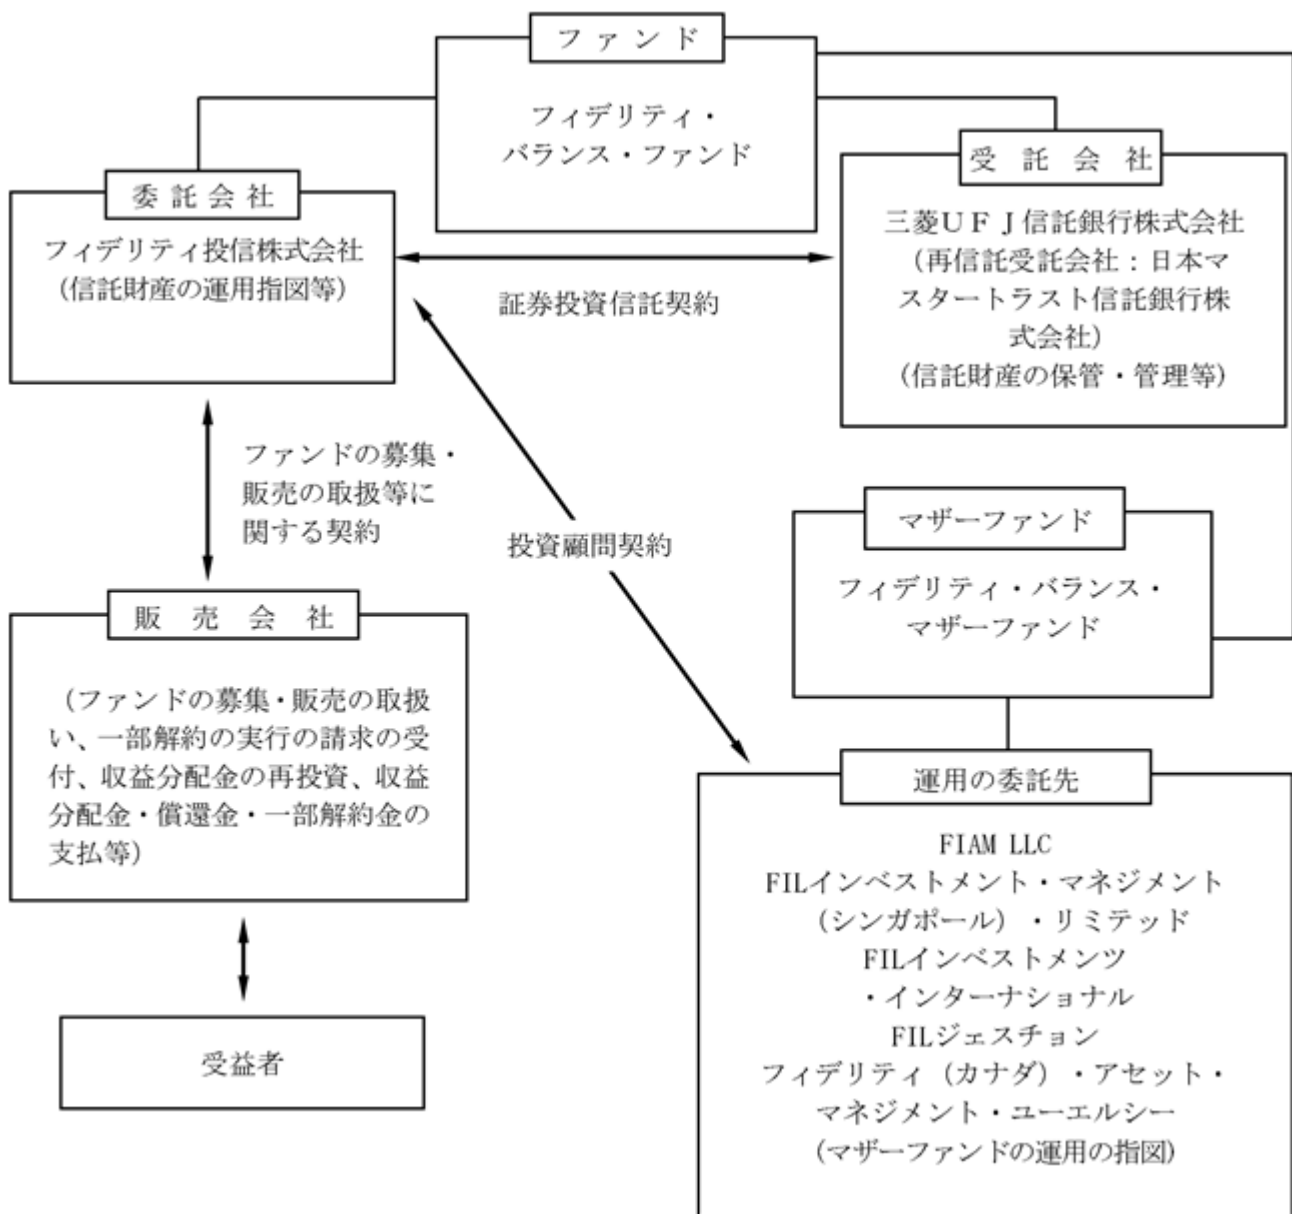 ファンド
フィデリティ・
バランス・ファンド
委託会社
フィデリティ投信株式会社
(信託財産の運用指図等)
受託会社
三菱UFJ信託銀行株式会社
(再信託受託会社：日本マ
スタートラスト信託銀行株
式会社)
(信託財産の保管・管理等)
証券投資信託契約
ファンドの募集・
販売の取扱等に
関する契約
投資顧問契約
マザーファンド
フィデリティ・バランス・
マザーファンド
販売会社
(ファンドの募集・販売の取扱
い、一部解約の実行の請求の受
付、収益分配金の再投資、収益
分配金・償還金・一部解約金の
支払等)
受益者
運用の委託先
FIAM LLC
FILインベストメント・マネジメント
(シンガポール)・リミテッド
FILインベストメンツ
・インターナショナル
FILジェスチョン
フィデリティ(カナダ)・アセット・
マネジメント・ユーエルシー
(マザーファンドの運用の指図)